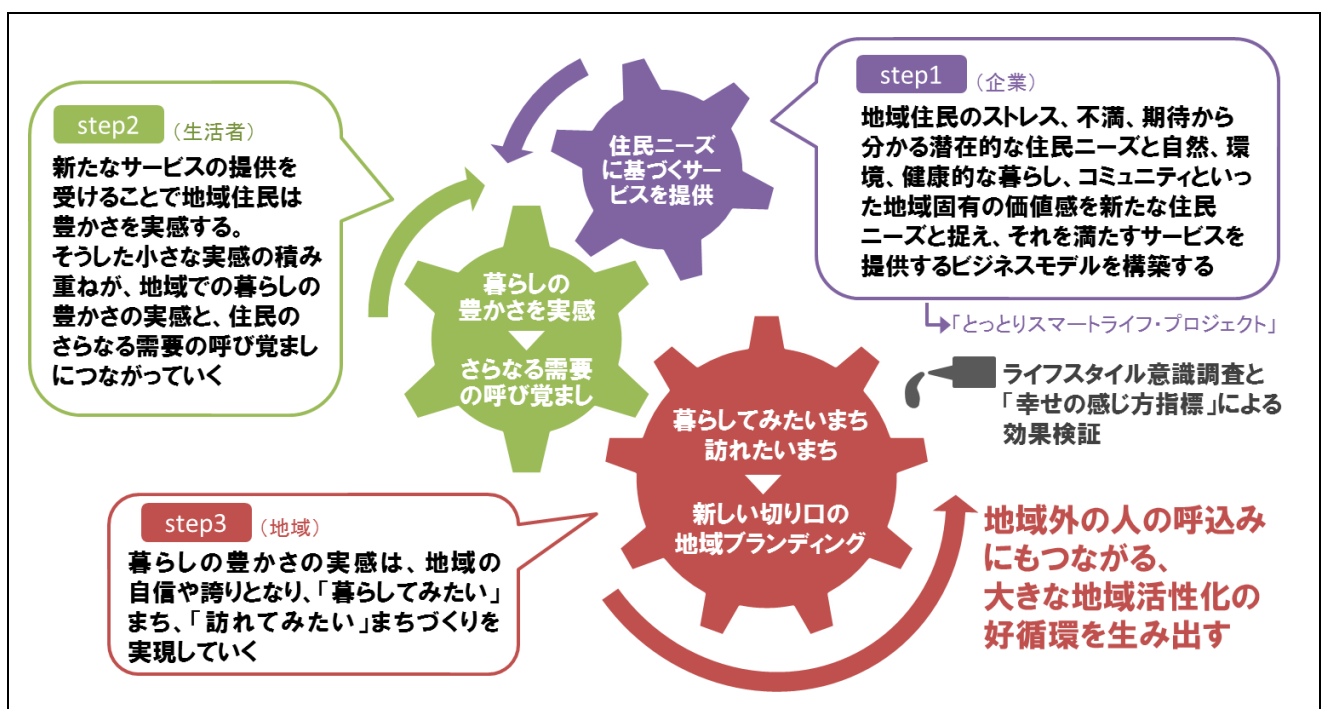 step1 (企業)
地域住民のストレス、不満、期待から
分かる潜在的な住民ニーズと自然、環
境、健康的な暮らし、コミュニティといっ
た地域固有の価値感を新たな住民
ニーズと捉え、それを満たすサービスを
提供するビジネスモデルを構築する
「とっとりスマートライフ・プロジェクト」
住民ニーズ
に基づくサー
ビスを提供
step2 (生活者)
新たなサービスの提供を
受けることで地域住民は
豊かさを実感する。
そうした小さな実感の積み
重ねが、地域での暮らしの
豊かさの実感と、住民の
さらなる需要の呼び覚まし
につながっていく
暮らしの
豊かさを実感
さらなる需要
の呼び覚まし
ライフスタイル意識調査と
「幸せの感じ方指標」による
効果検証
暮らしてみたいまち
訪れたいまち
新しい切り口の
地域ブランディング
step3 (地域)
暮らしの豊かさの実感は、地域の
自信や誇りとなり、「暮らしてみたい」
まち、「訪れてみたい」まちづくりを
実現していく
地域外の人の呼込み
にもつながる、
大きな地域活性化の
好循環を生み出す